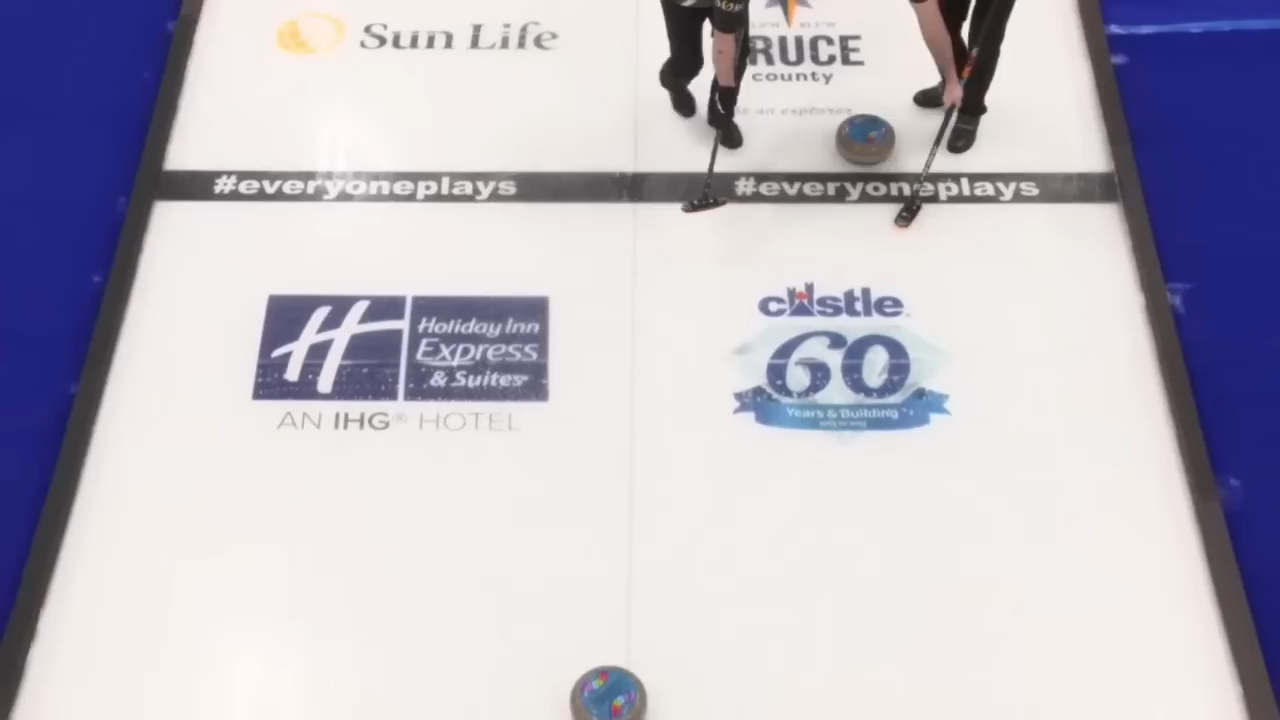 Sun Life
RUCE
county
#everyoneplays
#everyoneplays
Holiday Inn
Express
& Suites
AN IHG® HOTEL
castle
60
Years & Building